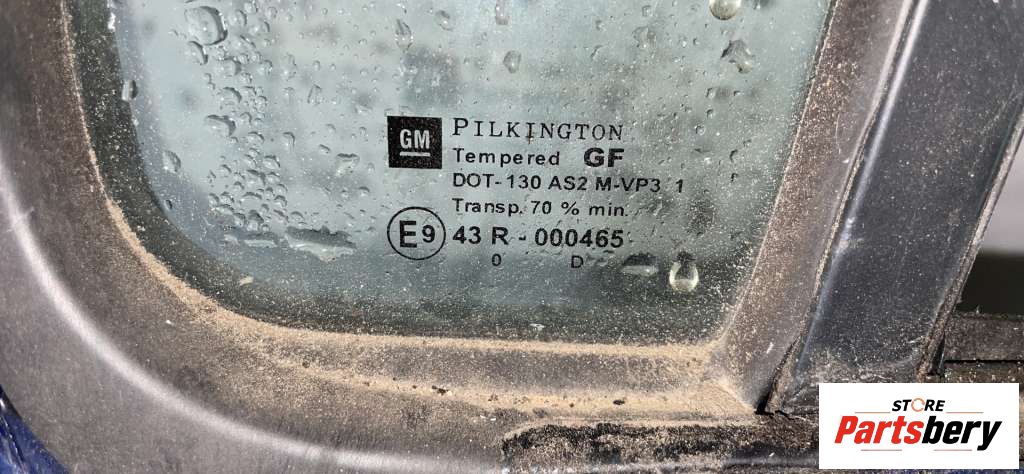 GM PILKINGTON
Tempered GF
DOT-130 AS2 M-VP3 1
Transp. 70 % min.
E9 43 R - 000465
0 D
STORE
Partsbery